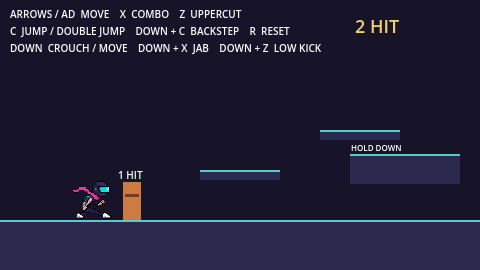 ARROWS / AD  MOVE    X  COMBO    Z  UPPERCUT
2 HIT
C  JUMP / DOUBLE JUMP    DOWN + C  BACKSTEP    R  RESET
DOWN  CROUCH / MOVE    DOWN + X  JAB    DOWN + Z  LOW KICK
HOLD DOWN
1 HIT